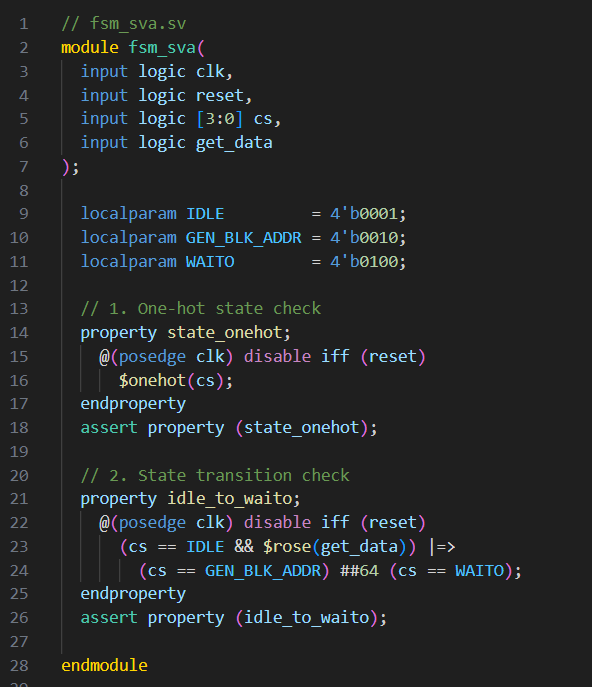 1 // fsm_sva.sv
2 module fsm_sva(
3 input logic clk,
4 input logic reset,
5 input logic [3:0] cs,
6 input logic get_data
7 );
8
9 localparam IDLE         = 4'b0001;
10 localparam GEN_BLK_ADDR = 4'b0010;
11 localparam WAITO        = 4'b0100;
12
13 // 1. One-hot state check
14 property state_onehot;
15 @(posedge clk) disable iff (reset)
16 $onehot(cs);
17 endproperty
18 assert property (state_onehot);
19
20 // 2. State transition check
21 property idle_to_waito;
22 @(posedge clk) disable iff (reset)
23 (cs == IDLE && $rose(get_data)) |=>
24 (cs == GEN_BLK_ADDR) ##64 (cs == WAITO);
25 endproperty
26 assert property (idle_to_waito);
27
28 endmodule